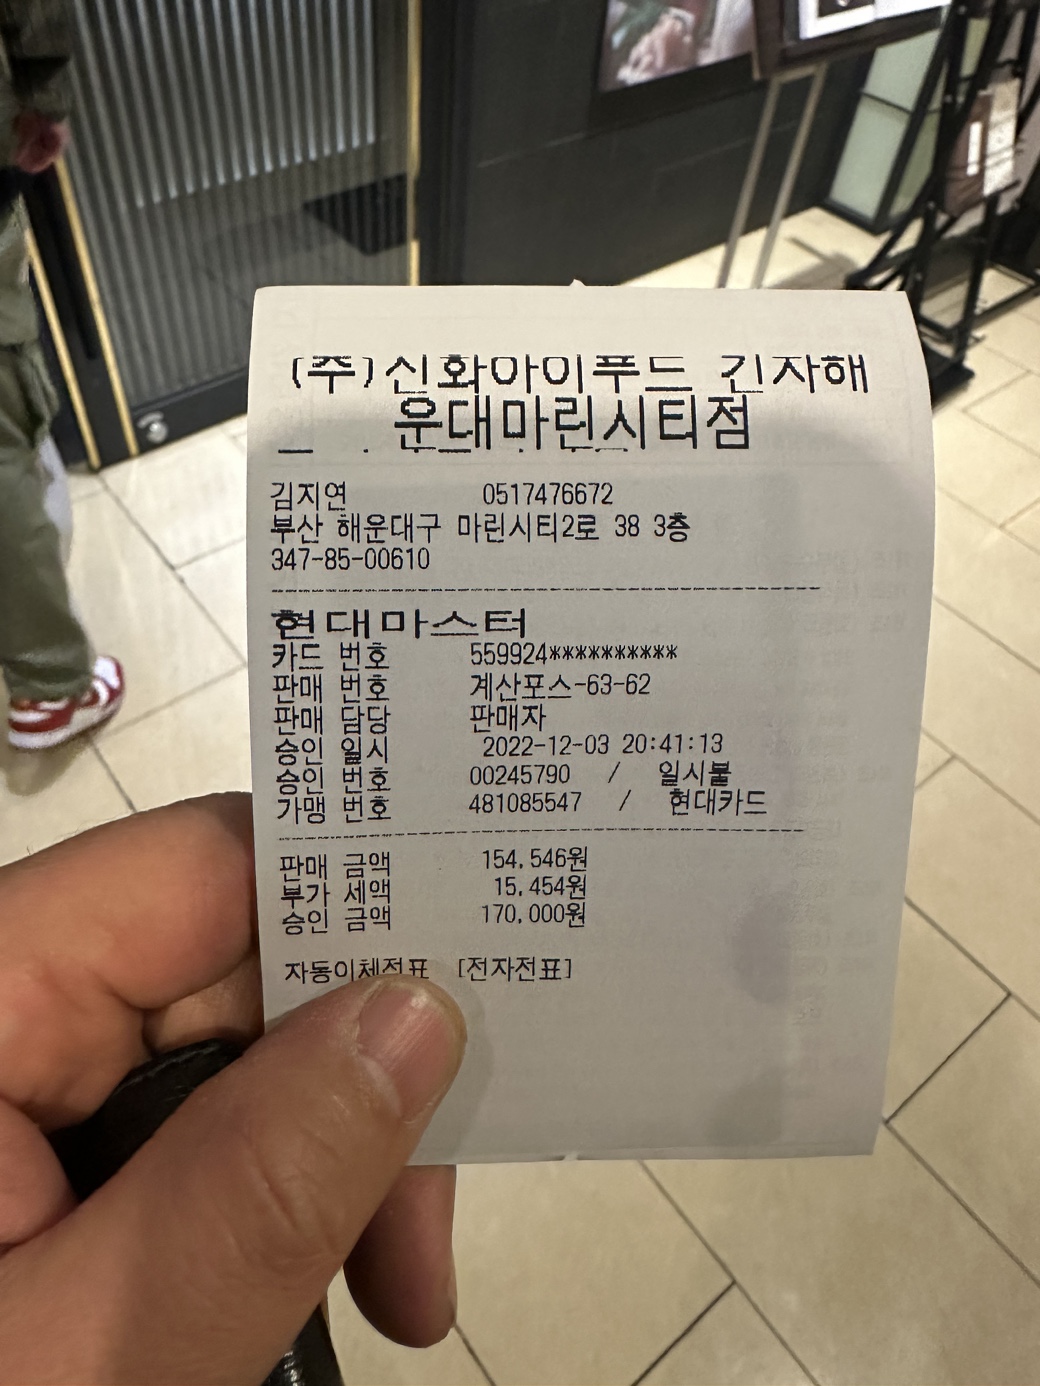 (주)신화아이푸드 긴자해
운대마린시티점
김지연 0517476672
부산 해운대구 마린시티2로 38 3층
347-85-00610
현대마스터
카드 번호 559924**********
판매 번호 계산포스-63-62
판매 담당 판매자
승인 일시 2022-12-03 20:41:13
승인 번호 00245790 / 일시불
가맹 번호 481085547 / 현대카드
판매 금액 154,546원
부가 세액 15,454원
승인 금액 170,000원
자동이체전표 [전자전표]